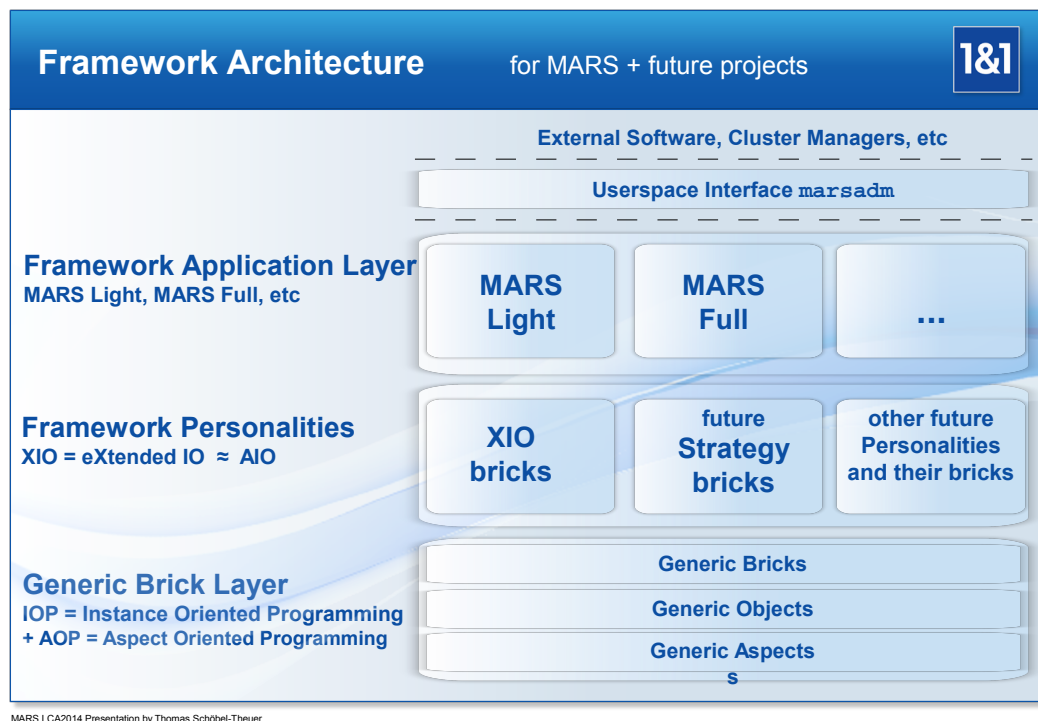 Framework Architecture for MARS + future projects
1&1
External Software, Cluster Managers, etc
Userspace Interface marsadm
Framework Application Layer
MARS Light, MARS Full, etc
MARS
Light
MARS
Full
...
Framework Personalities
XIO = eXtended IO ≈ AIO
XIO
bricks
future
Strategy
bricks
other future
Personalities
and their bricks
Generic Brick Layer
IOP = Instance Oriented Programming
+ AOP = Aspect Oriented Programming
Generic Bricks
Generic Objects
Generic Aspects
s
MARS LCA2014 Presentation by Thomas Schöbel-Theuer